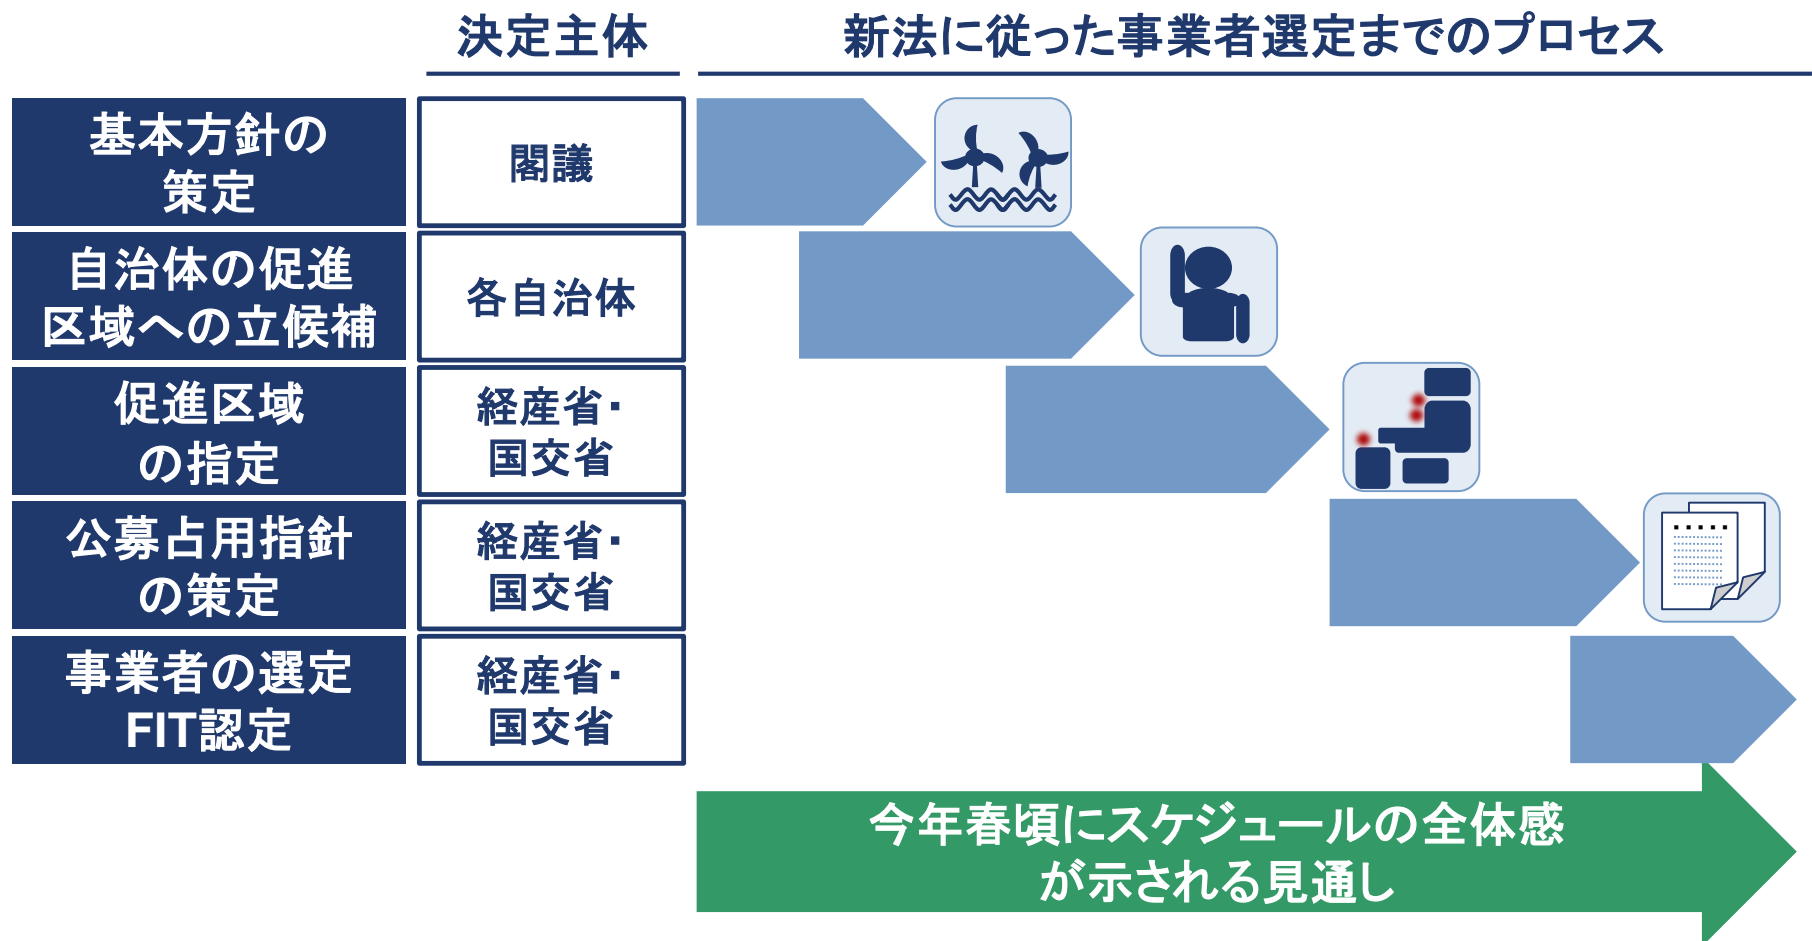 決定主体
新法に従った事業者選定までのプロセス
基本方針の
策定
閣議
自治体の促進
区域への立候補
各自治体
促進区域
の指定
経産省・
国交省
公募占用指針
の策定
経産省・
国交省
事業者の選定
FIT認定
経産省・
国交省
今年春頃にスケジュールの全体感
が示される見通し